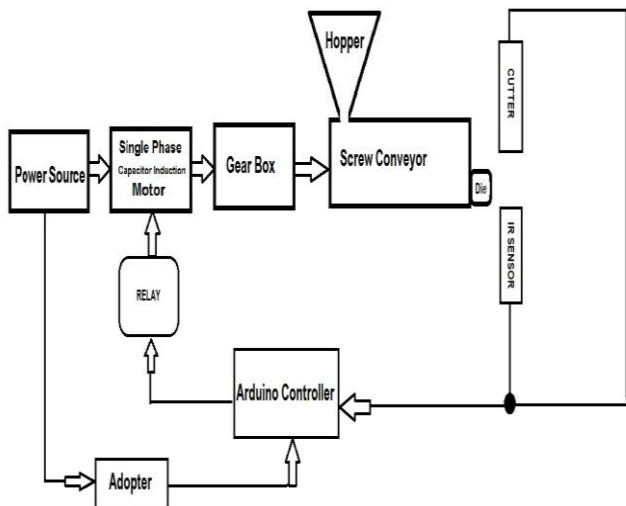 Hopper
CUTTER
Single Phase
Capacitor Induction
Motor
Power Source
Gear Box
Screw Conveyor
Die
IR SENSOR
RELAY
Arduino Controller
Adopter